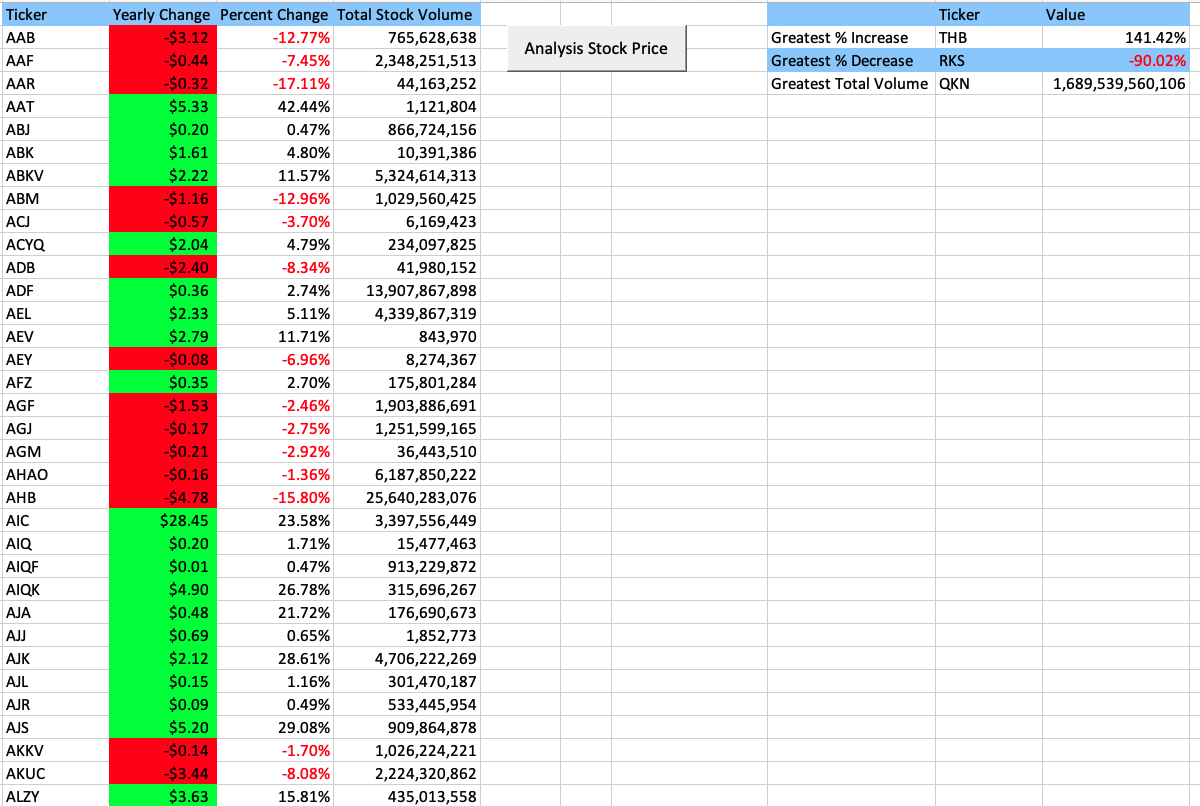 Ticker Yearly Change Percent Change Total Stock Volume Ticker Value
AAB -$3.12 -12.77% 765,628,638 Analysis Stock Price Greatest % Increase THB 141.42%
AAF -$0.44 -7.45% 2,348,251,513 Greatest % Decrease RKS -90.02%
AAR -$0.32 -17.11% 44,163,252 Greatest Total Volume QKN 1,689,539,560,106
AAT $5.33 42.44% 1,121,804
ABJ $0.20 0.47% 866,724,156
ABK $1.61 4.80% 10,391,386
ABKV $2.22 11.57% 5,324,614,313
ABM -$1.16 -12.96% 1,029,560,425
ACJ -$0.57 -3.70% 6,169,423
ACYQ $2.04 4.79% 234,097,825
ADB -$2.40 -8.34% 41,980,152
ADF $0.36 2.74% 13,907,867,898
AEL $2.33 5.11% 4,339,867,319
AEV $2.79 11.71% 843,970
AEY -$0.08 -6.96% 8,274,367
AFZ $0.35 2.70% 175,801,284
AGF -$1.53 -2.46% 1,903,886,691
AGJ -$0.17 -2.75% 1,251,599,165
AGM -$0.21 -2.92% 36,443,510
AHAO -$0.16 -1.36% 6,187,850,222
AHB -$4.78 -15.80% 25,640,283,076
AIC $28.45 23.58% 3,397,556,449
AIQ $0.20 1.71% 15,477,463
AIQF $0.01 0.47% 913,229,872
AIQK $4.90 26.78% 315,696,267
AJA $0.48 21.72% 176,690,673
AJJ $0.69 0.65% 1,852,773
AJK $2.12 28.61% 4,706,222,269
AJL $0.15 1.16% 301,470,187
AJR $0.09 0.49% 533,445,954
AJS $5.20 29.08% 909,864,878
AKKV -$0.14 -1.70% 1,026,224,221
AKUC -$3.44 -8.08% 2,224,320,862
ALZY $3.63 15.81% 435,013,558